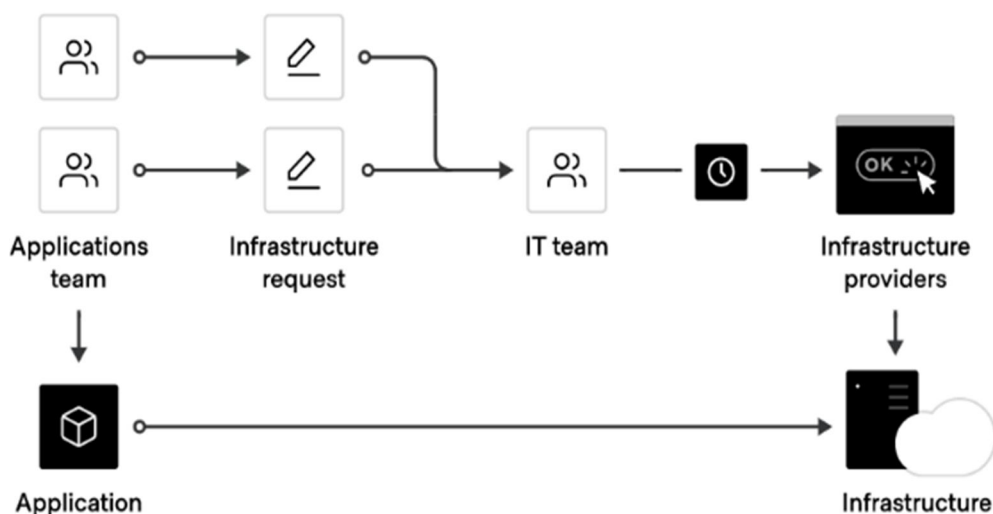 OK
Applications
team
Infrastructure
request
IT team
Infrastructure
providers
Application
Infrastructure